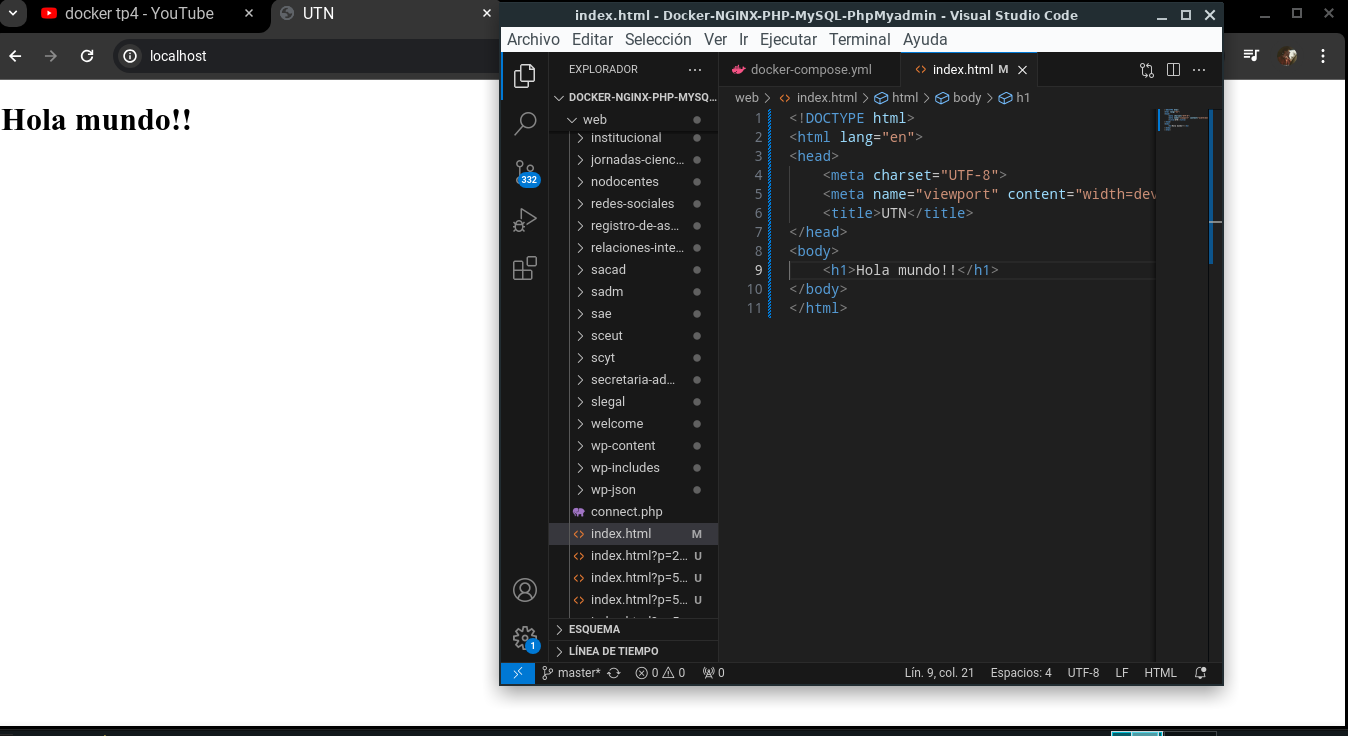 docker tp4 - YouTube
UTN
localhost
Hola mundo!!
index.html - Docker-NGINX-PHP-MySQL-PhpMyadmin - Visual Studio Code
Archivo Editar Selección Ver Ir Ejecutar Terminal Ayuda
EXPLORADOR
DOCKER-NGINX-PHP-MYSQ...
web
institucional
jornadas-cienc...
nodocentes
redes-sociales
registro-de-as...
relaciones-inte...
sacad
sadm
sae
sceut
scyt
secretaria-ad...
slegal
welcome
wp-content
wp-includes
wp-json
connect.php
index.html M
index.html?p=2... U
index.html?p=5... U
index.html?p=5... U
ESQUEMA
LÍNEA DE TIEMPO
332
1
docker-compose.yml
index.html M
web > index.html > html > body > h1
1 <!DOCTYPE html>
2 <html lang="en">
3 <head>
4 <meta charset="UTF-8">
5 <meta name="viewport" content="width=dev
6 <title>UTN</title>
7 </head>
8 <body>
9 <h1>Hola mundo!!</h1>
10 </body>
11 </html>
master* 0 0 0 Lín. 9, col. 21 Espacios: 4 UTF-8 LF HTML